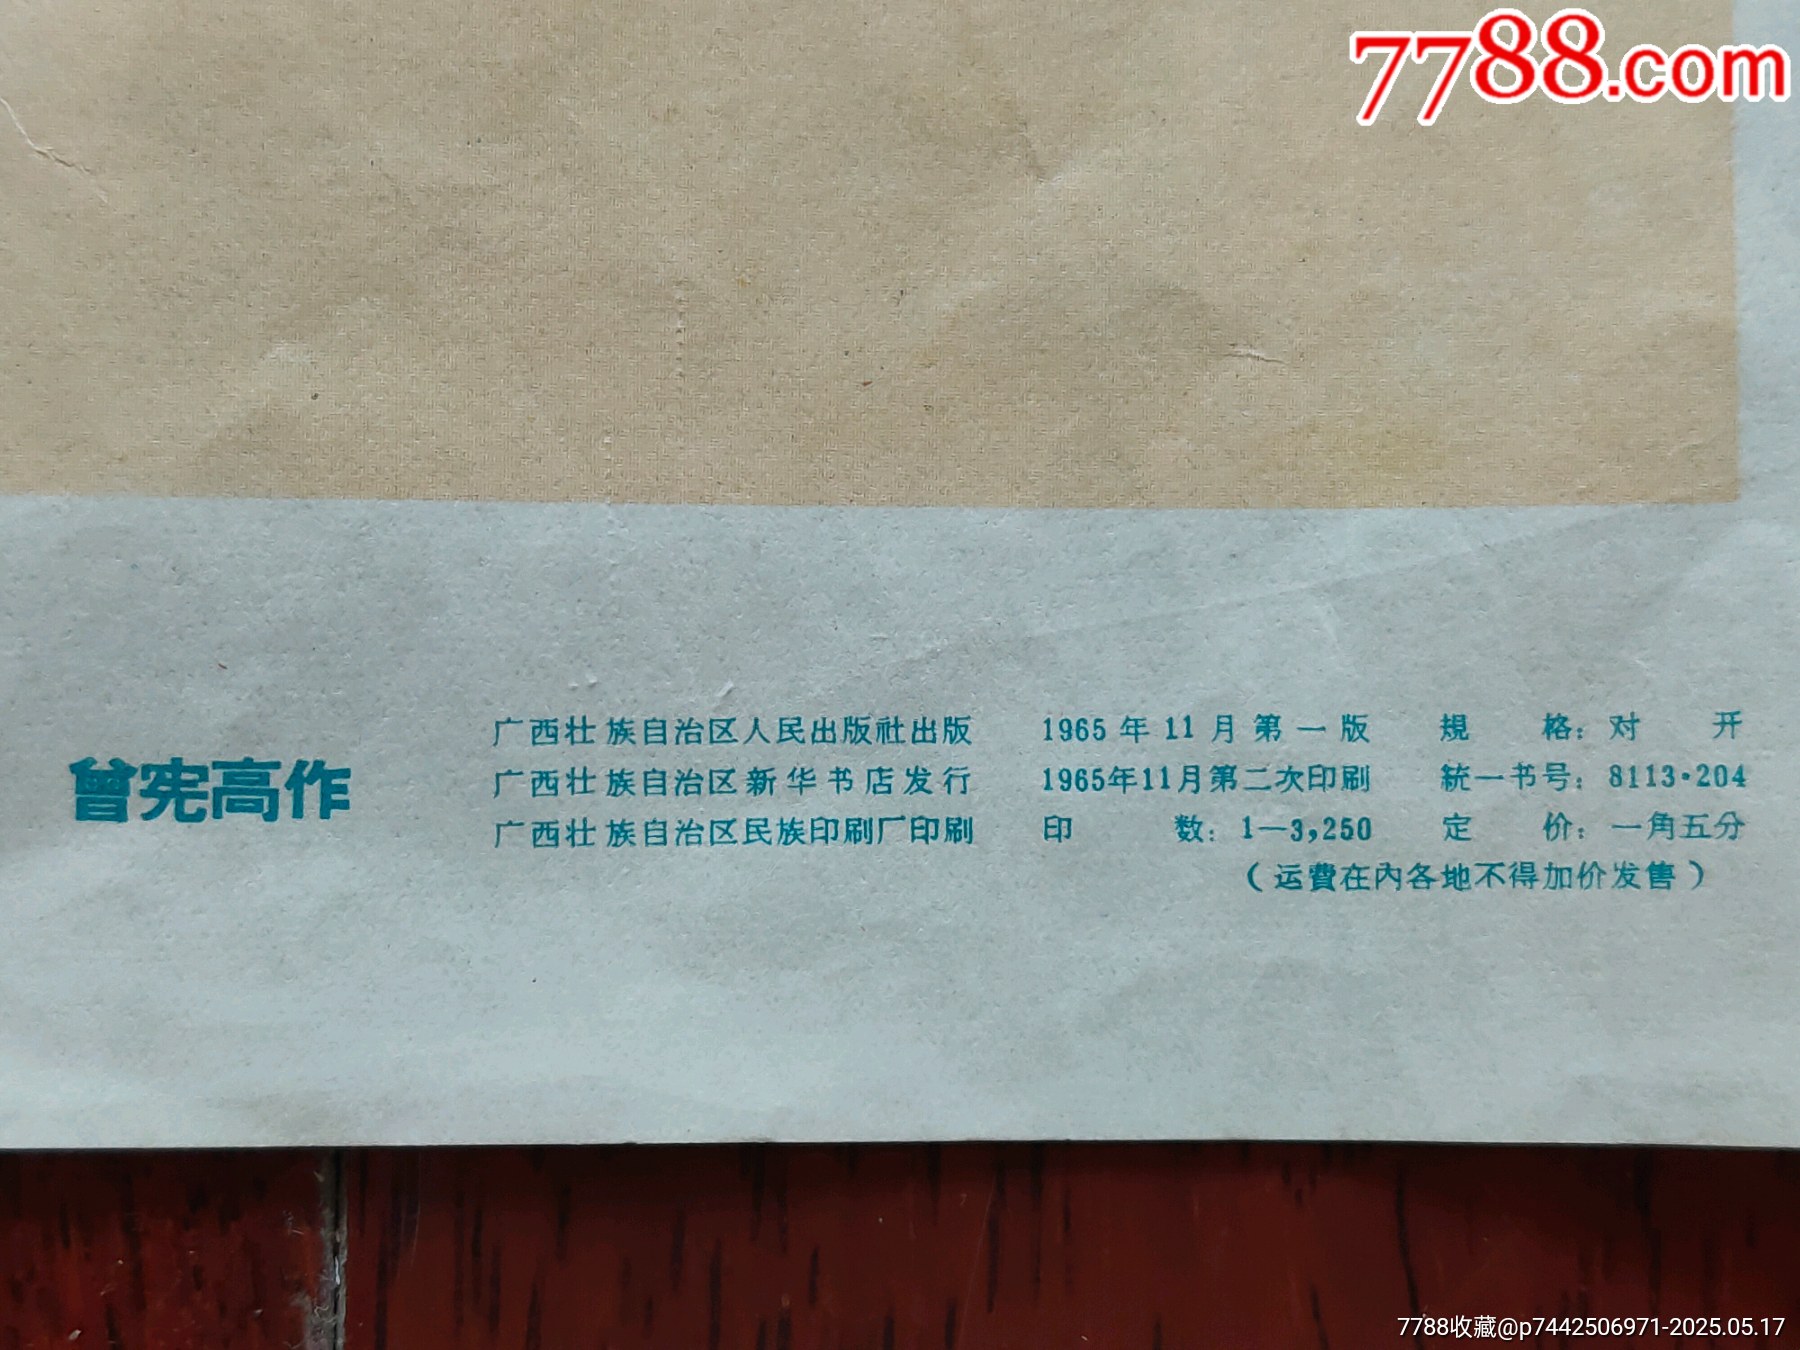 7788.com
曾宪高作
广西壮族自治区人民出版社出版
广西壮族自治区新华书店发行
广西壮族自治区民族印刷厂印刷
1965年11月第一版
1965年11月第二次印刷
印数：1—3,250
規格：对开
統一书号：8113·204
定价：一角五分
（运費在內各地不得加价发售）
7788收藏@p7442506971-2025.05.17